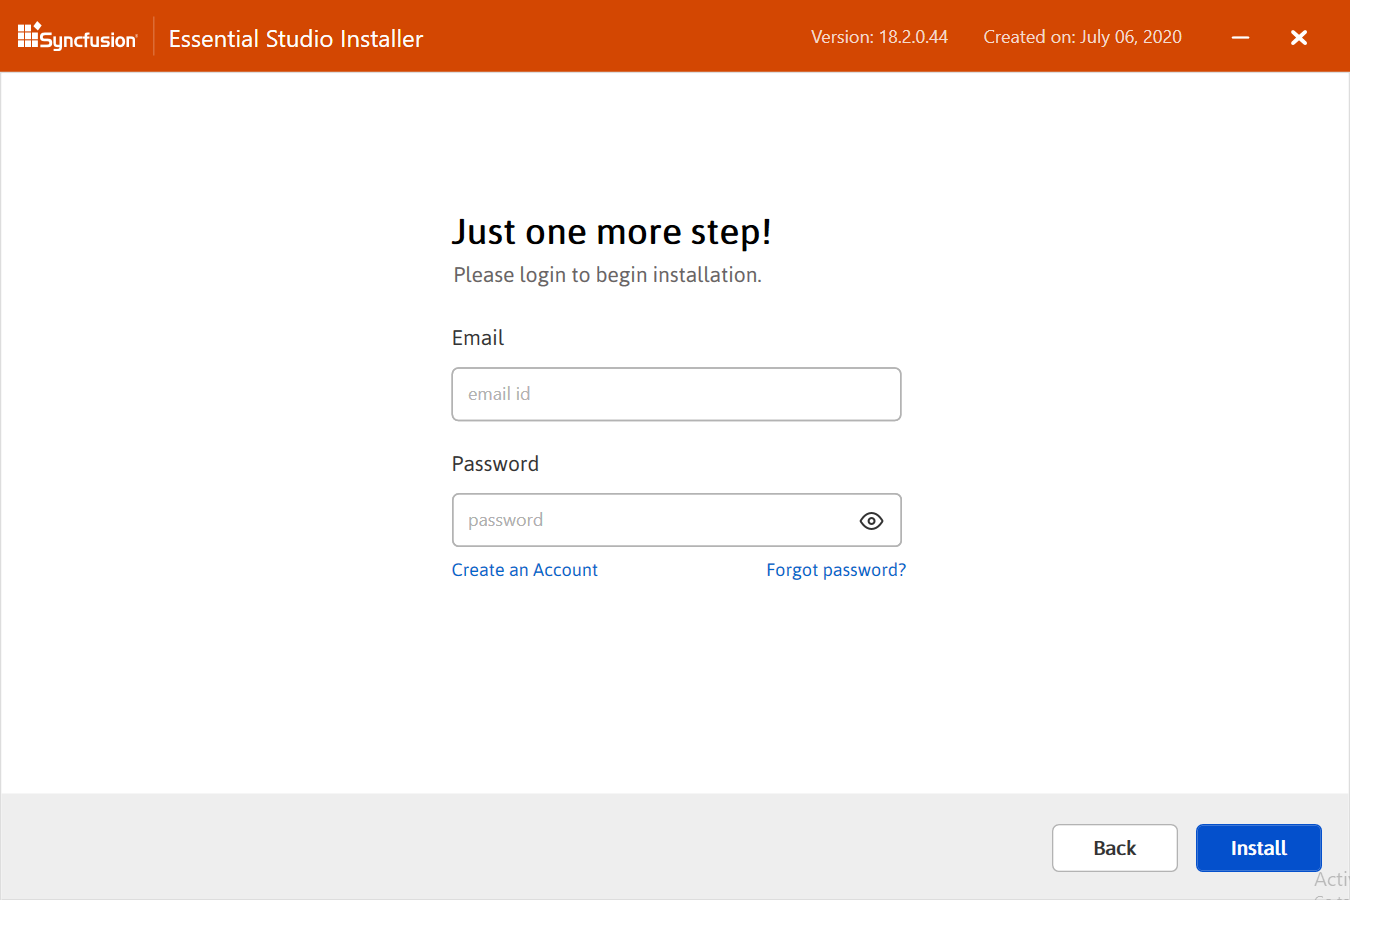 Syncfusion Essential Studio Installer Version: 18.2.0.44 Created on: July 06, 2020
Just one more step!
Please login to begin installation.
Email
email id
Password
password
Create an Account Forgot password?
Back Install